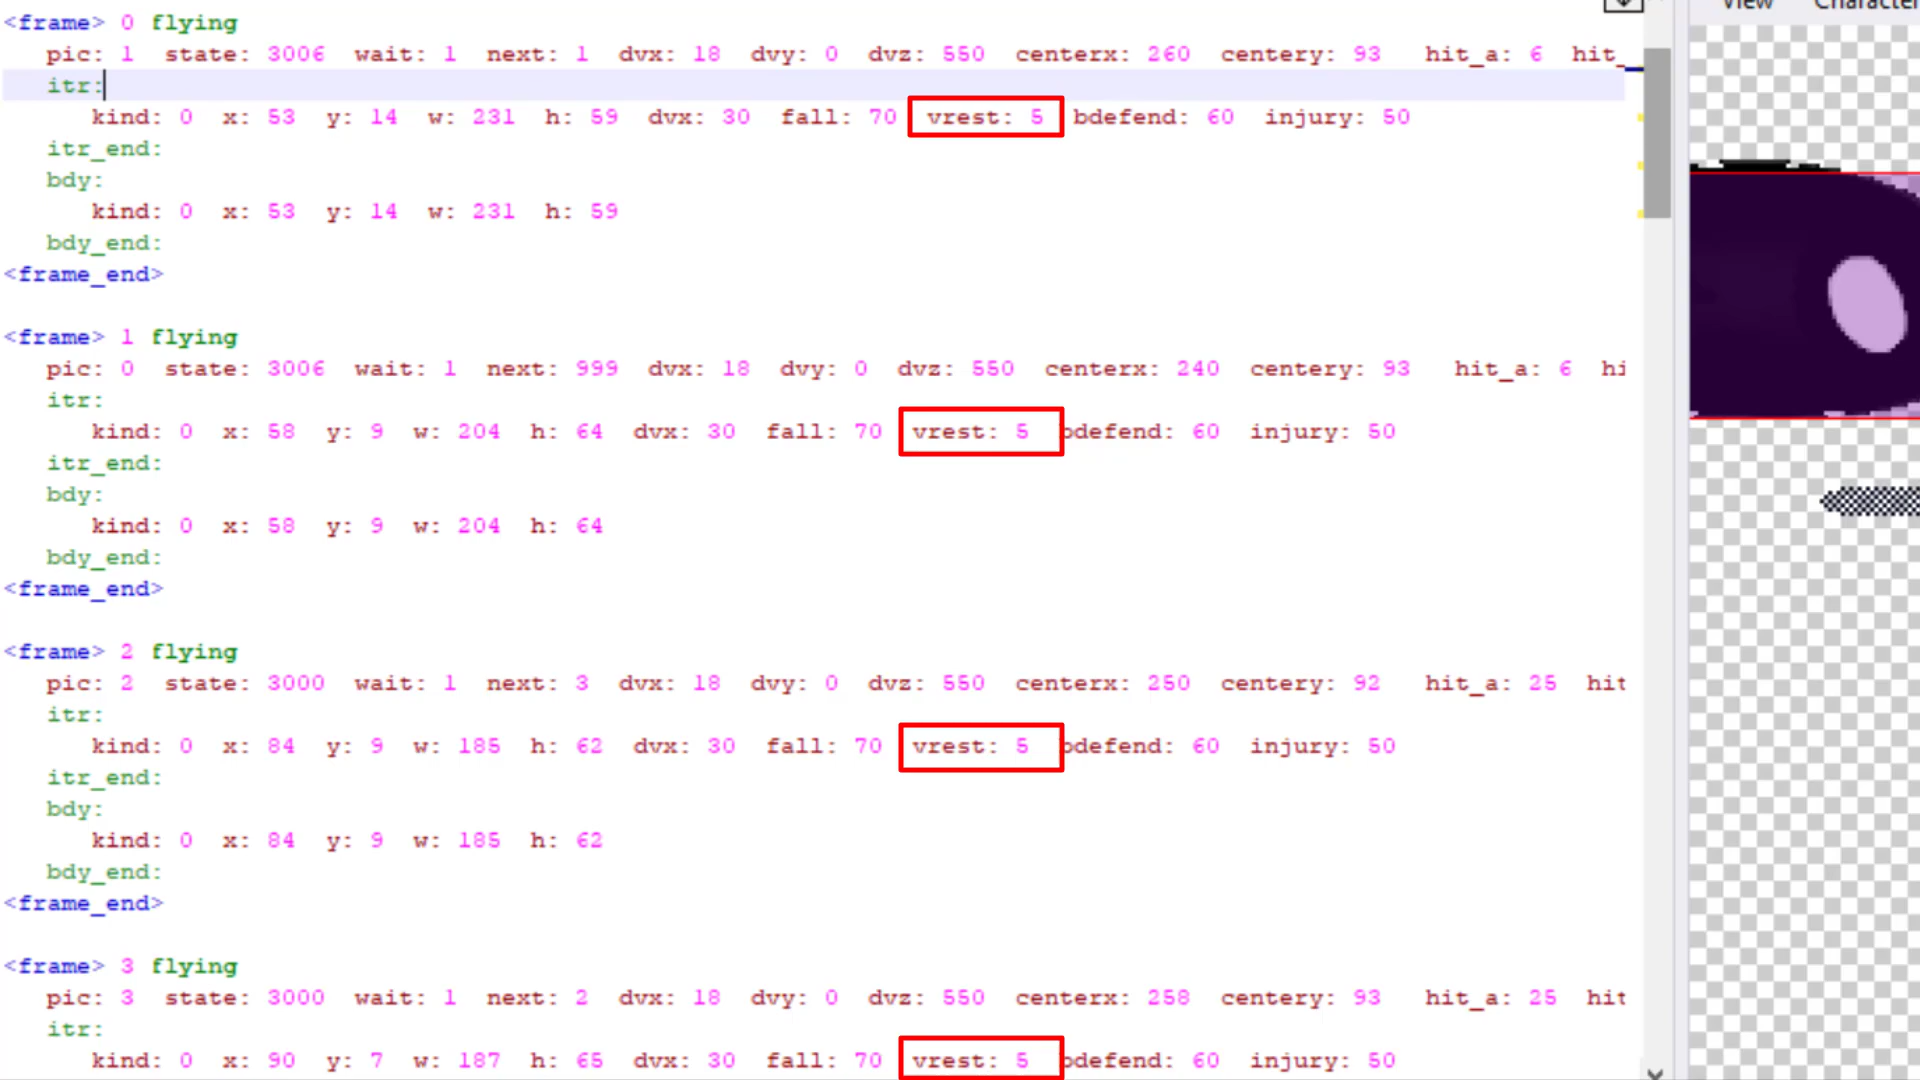 View Character
<frame> 0 flying
pic: 1 state: 3006 wait: 1 next: 1 dvx: 18 dvy: 0 dvz: 550 centerx: 260 centery: 93 hit_a: 6 hit_
itr:
kind: 0 x: 53 y: 14 w: 231 h: 59 dvx: 30 fall: 70 vrest: 5 bdefend: 60 injury: 50
itr_end:
bdy:
kind: 0 x: 53 y: 14 w: 231 h: 59
bdy_end:
<frame_end>
<frame> 1 flying
pic: 0 state: 3006 wait: 1 next: 999 dvx: 18 dvy: 0 dvz: 550 centerx: 240 centery: 93 hit_a: 6 hi
itr:
kind: 0 x: 58 y: 9 w: 204 h: 64 dvx: 30 fall: 70 vrest: 5 bdefend: 60 injury: 50
itr_end:
bdy:
kind: 0 x: 58 y: 9 w: 204 h: 64
bdy_end:
<frame_end>
<frame> 2 flying
pic: 2 state: 3000 wait: 1 next: 3 dvx: 18 dvy: 0 dvz: 550 centerx: 250 centery: 92 hit_a: 25 hit
itr:
kind: 0 x: 84 y: 9 w: 185 h: 62 dvx: 30 fall: 70 vrest: 5 bdefend: 60 injury: 50
itr_end:
bdy:
kind: 0 x: 84 y: 9 w: 185 h: 62
bdy_end:
<frame_end>
<frame> 3 flying
pic: 3 state: 3000 wait: 1 next: 2 dvx: 18 dvy: 0 dvz: 550 centerx: 258 centery: 93 hit_a: 25 hit
itr:
kind: 0 x: 90 y: 7 w: 187 h: 65 dvx: 30 fall: 70 vrest: 5 bdefend: 60 injury: 50